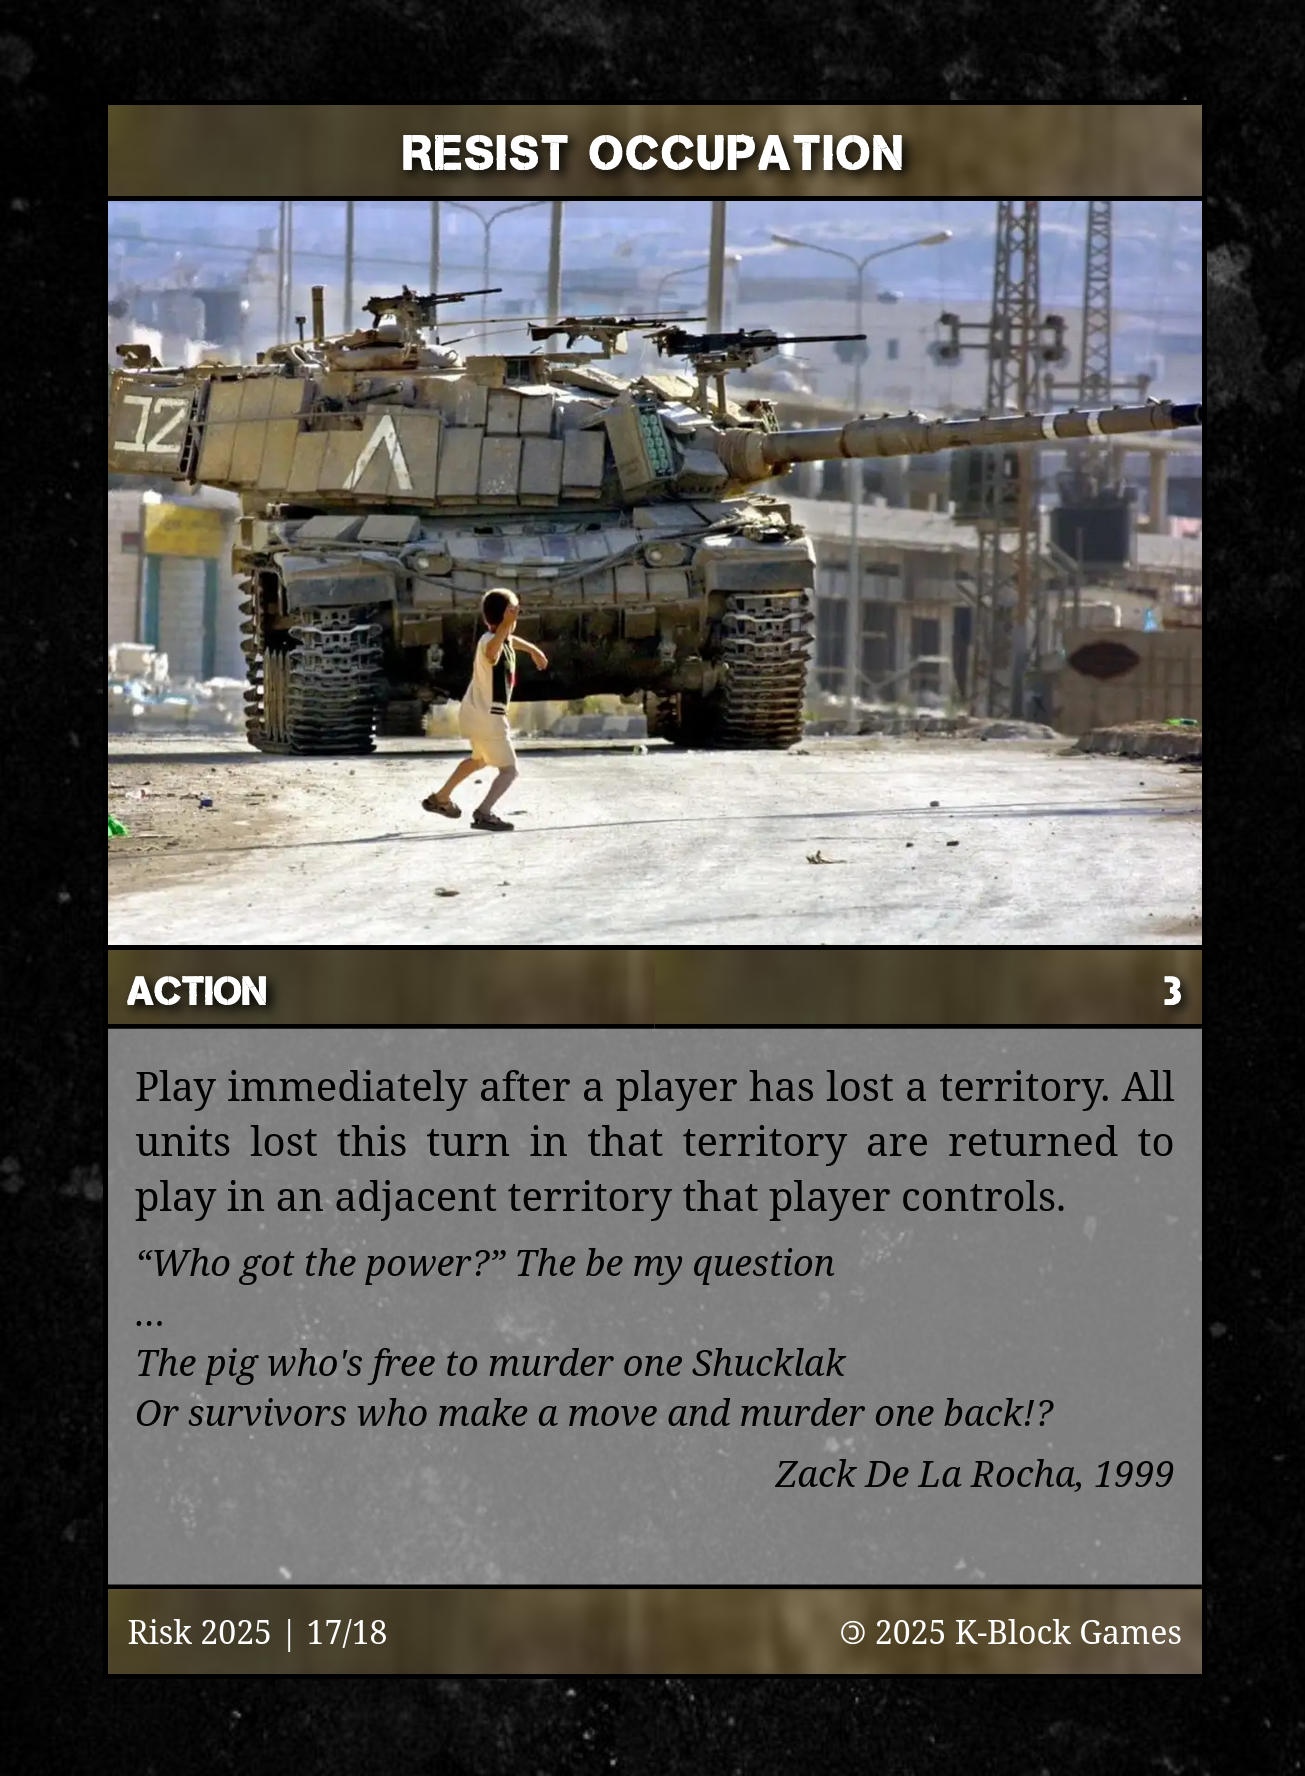 RESIST OCCUPATION
12
ACTION
3
Play immediately after a player has lost a territory. All
units lost this turn in that territory are returned to
play in an adjacent territory that player controls.
“Who got the power?” The be my question
...
The pig who's free to murder one Shucklak
Or survivors who make a move and murder one back!?
Zack De La Rocha, 1999
Risk 2025 | 17/18
🄯 2025 K-Block Games